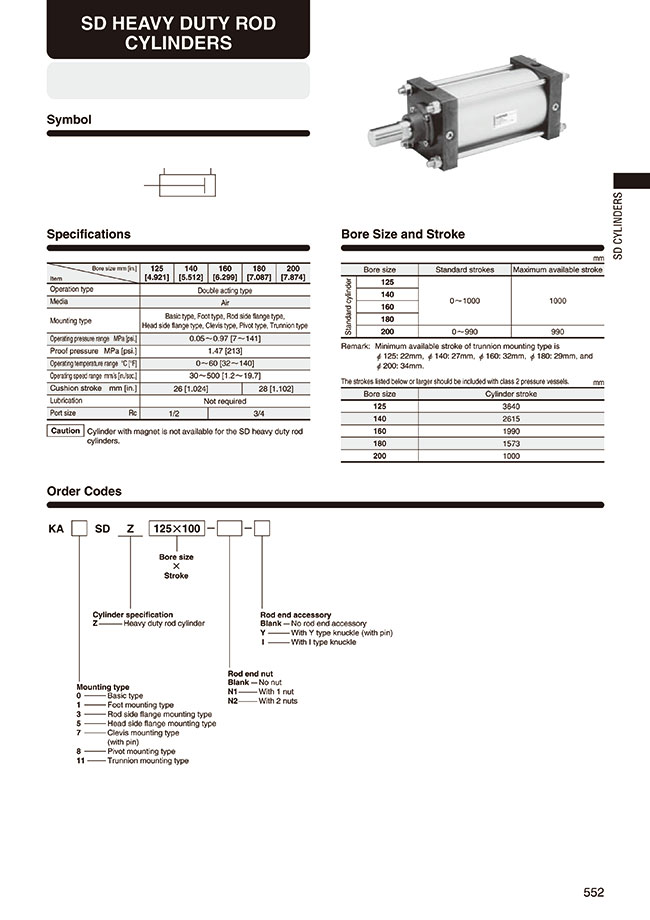 SD HEAVY DUTY ROD
CYLINDERS
Symbol
SD CYLINDERS
Specifications
Bore size mm [in.] 125 140 160 180 200
Item [4.921] [5.512] [6.299] [7.087] [7.874]
Operation type Double acting type
Media Air
Mounting type Basic type, Foot type, Rod side flange type,
Head side flange type, Clevis type, Pivot type, Trunnion type
Operating pressure range MPa [psi.] 0.05～0.97 [7～141]
Proof pressure MPa [psi.] 1.47 [213]
Operating temperature range °C [°F] 0～60 [32～140]
Operating speed range mm/s [in./sec.] 30～500 [1.2～19.7]
Cushion stroke mm [in.] 26 [1.024] 28 [1.102]
Lubrication Not required
Port size Rc 1/2 3/4
Caution Cylinder with magnet is not available for the SD heavy duty rod
cylinders.
Bore Size and Stroke
mm
Bore size Standard strokes Maximum available stroke
Standard cylinder
125
140
160
180
0～1000 1000
200 0～990 990
Remark: Minimum available stroke of trunnion mounting type is
φ 125: 22mm, φ 140: 27mm, φ 160: 32mm, φ 180: 29mm, and
φ 200: 34mm.
The strokes listed below or larger should be included with class 2 pressure vessels. mm
Bore size Cylinder stroke
125 3640
140 2615
160 1990
180 1573
200 1000
Order Codes
KA SD Z 125×100 - -
Bore size
×
Stroke
Cylinder specification
Z Heavy duty rod cylinder
Rod end accessory
Blank No rod end accessory
Y With Y type knuckle (with pin)
I With I type knuckle
Rod end nut
Blank No nut
N1 With 1 nut
N2 With 2 nuts
Mounting type
0 Basic type
1 Foot mounting type
3 Rod side flange mounting type
5 Head side flange mounting type
7 Clevis mounting type
(with pin)
8 Pivot mounting type
11 Trunnion mounting type
552